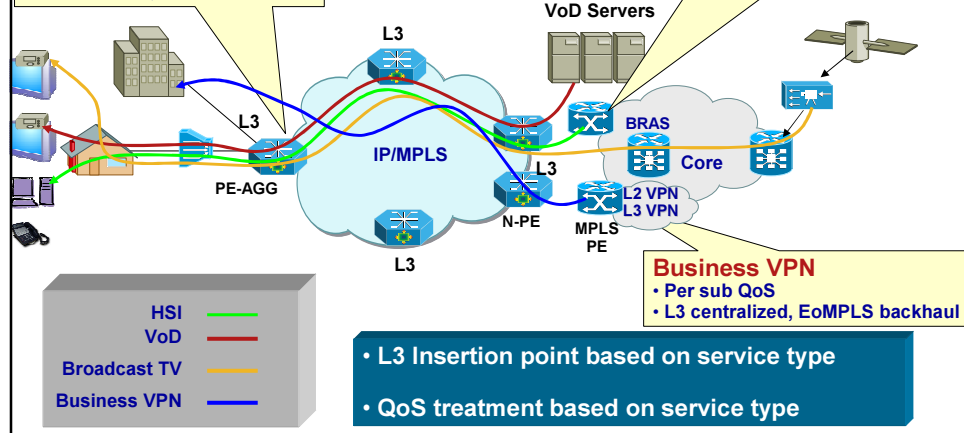 VoD Servers
L3
L3
BRAS
IP/MPLS
Core
PE-AGG
L3
L2 VPN
L3 VPN
N-PE
MPLS
PE
L3
Business VPN
• Per sub QoS
• L3 centralized, EoMPLS backhaul
HSI
VoD
Broadcast TV
Business VPN
• L3 Insertion point based on service type
• QoS treatment based on service type